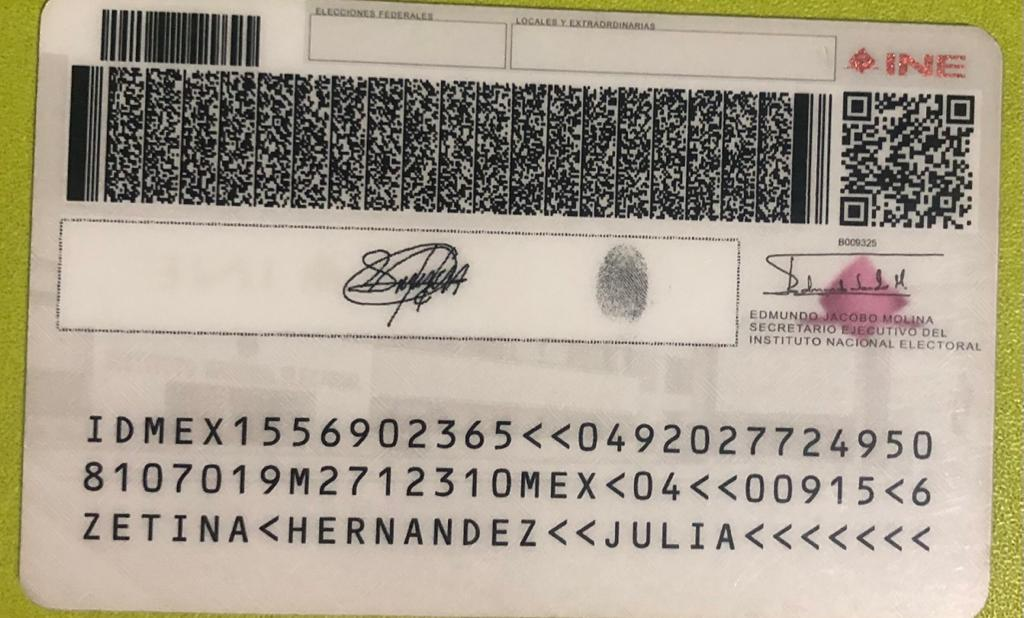 ELECCIONES FEDERALES
LOCALES Y EXTRAORDINARIAS
INE
B009325
EDMUNDO JACOBO MOLINA
SECRETARIO EJECUTIVO DEL
INSTITUTO NACIONAL ELECTORAL
IDMEX1556902365<<0492027724950
8107019M2712310MEX<04<<00915<6
ZETINA<HERNANDEZ<<JULIA<<<<<<<